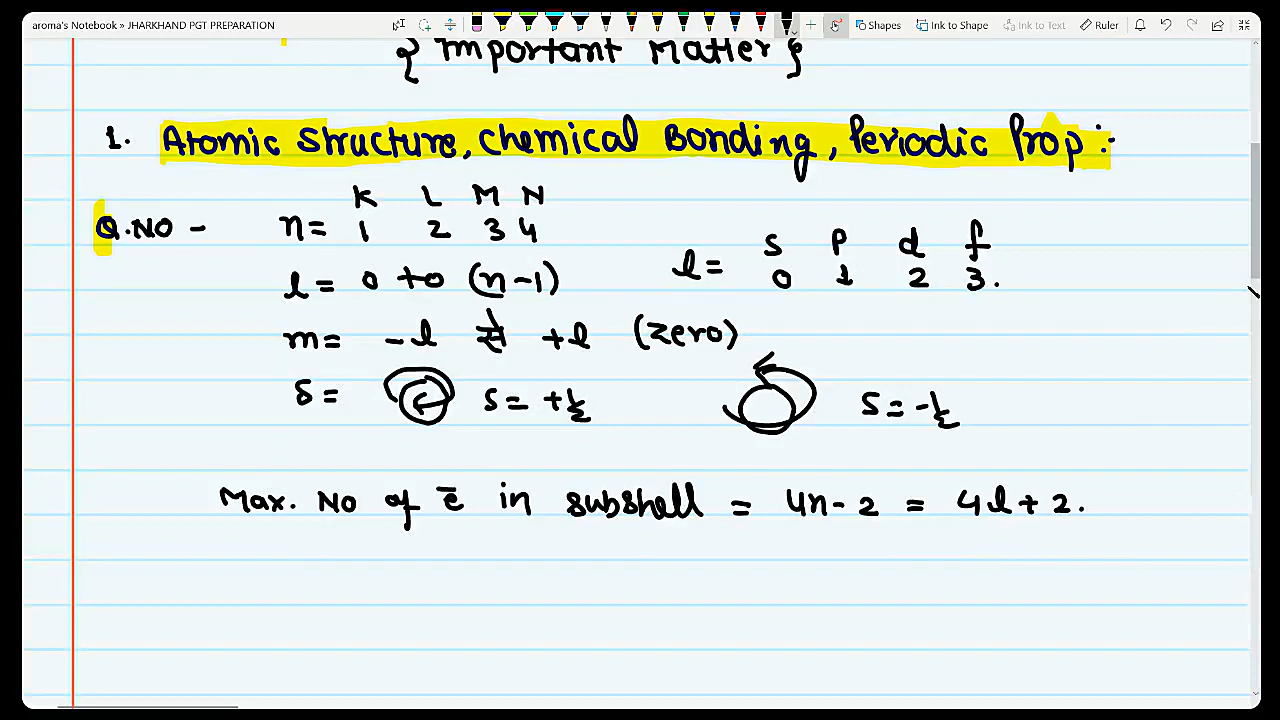 aroma's Notebook » JHARKHAND PGT PREPARATION
Shapes Ink to Shape Ink to Text Ruler
{ Important Matter }
1. Atomic Structure, Chemical Bonding, Periodic Prop :-
K L M N
Q.NO - n = 1 2 3 4
s p d f
l = 0 1 2 3.
l = 0 to (n-1)
m = -l से +l (Zero)
s = s = +½ s = -½
Max. No of e̅ in subshell = 4n - 2 = 4l + 2.